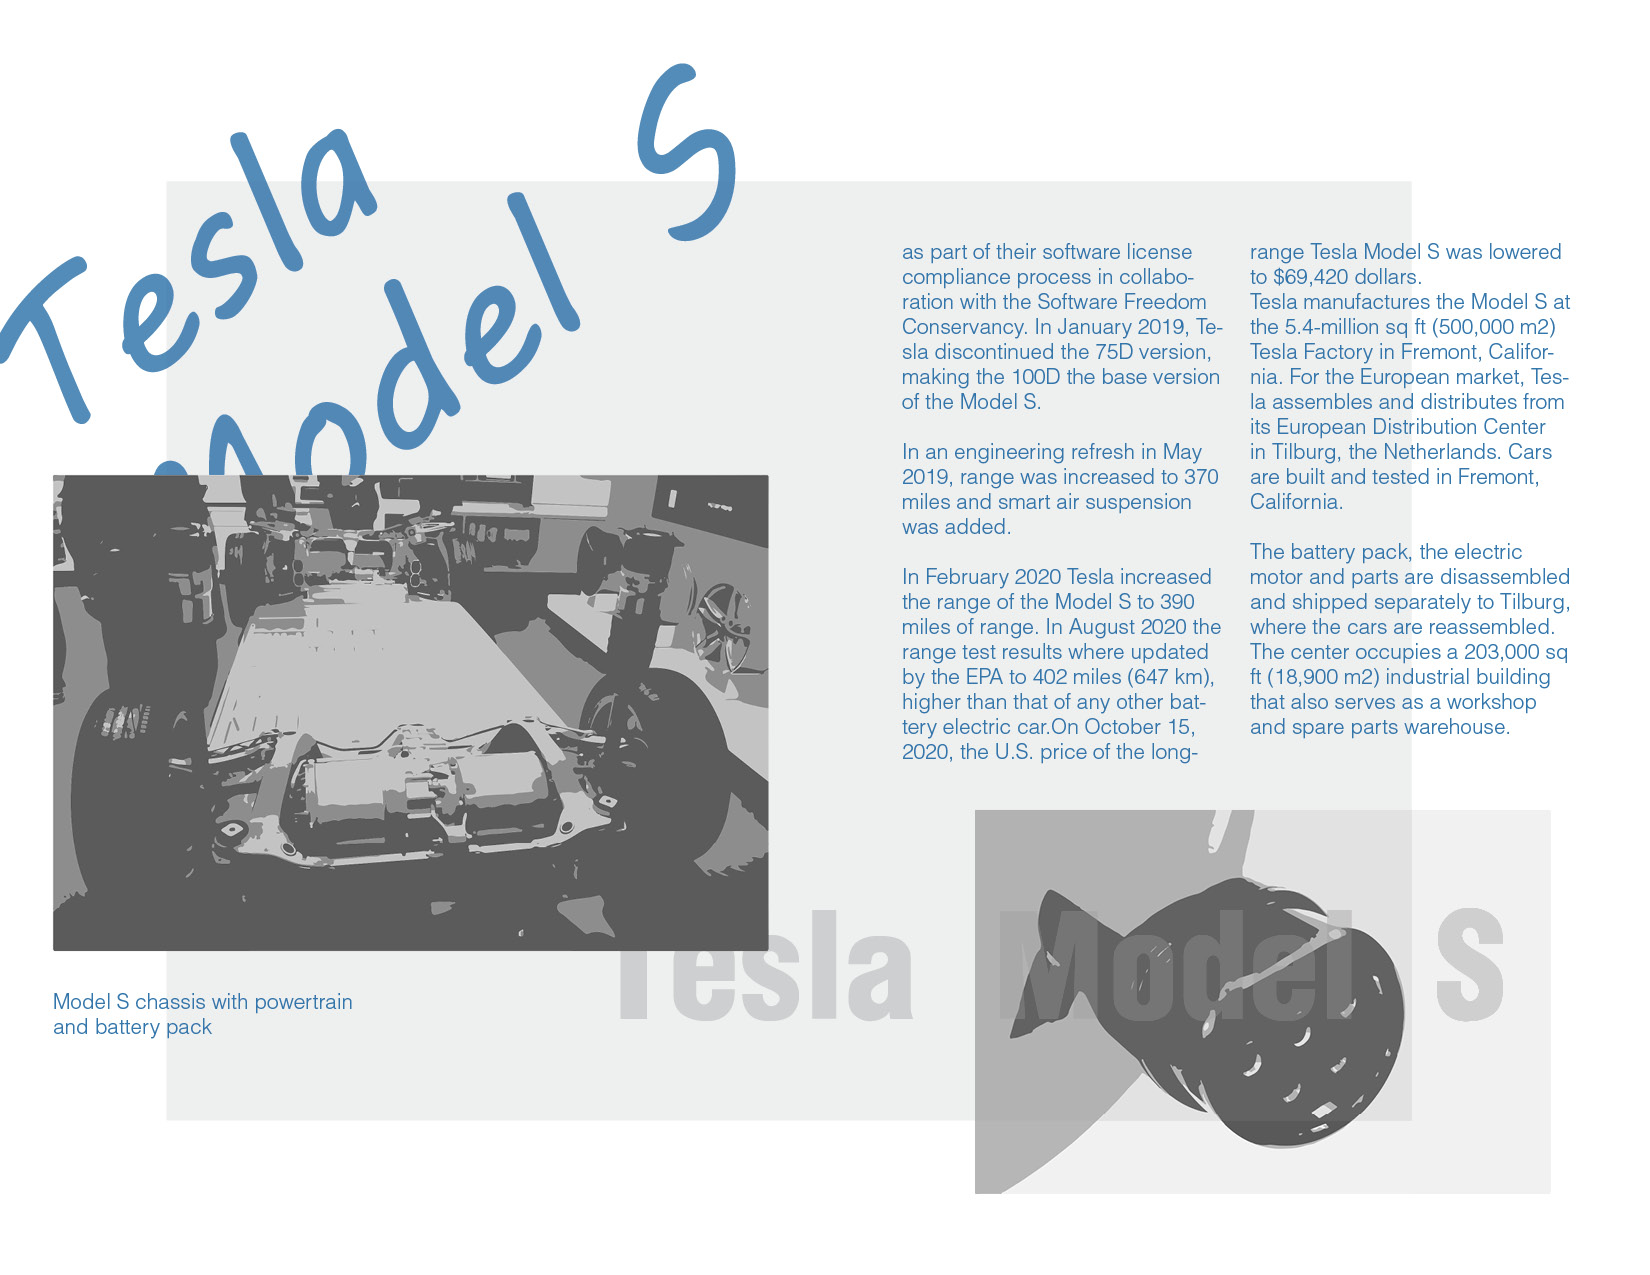 Tesla
Model S
as part of their software license
compliance process in collabo-
ration with the Software Freedom
Conservancy. In January 2019, Te-
sla discontinued the 75D version,
making the 100D the base version
of the Model S.
In an engineering refresh in May
2019, range was increased to 370
miles and smart air suspension
was added.
In February 2020 Tesla increased
the range of the Model S to 390
miles of range. In August 2020 the
range test results where updated
by the EPA to 402 miles (647 km),
higher than that of any other bat-
tery electric car.On October 15,
2020, the U.S. price of the long-
range Tesla Model S was lowered
to $69,420 dollars.
Tesla manufactures the Model S at
the 5.4-million sq ft (500,000 m2)
Tesla Factory in Fremont, Califor-
nia. For the European market, Tes-
la assembles and distributes from
its European Distribution Center
in Tilburg, the Netherlands. Cars
are built and tested in Fremont,
California.
The battery pack, the electric
motor and parts are disassembled
and shipped separately to Tilburg,
where the cars are reassembled.
The center occupies a 203,000 sq
ft (18,900 m2) industrial building
that also serves as a workshop
and spare parts warehouse.
Tesla Model S
Model S chassis with powertrain
and battery pack